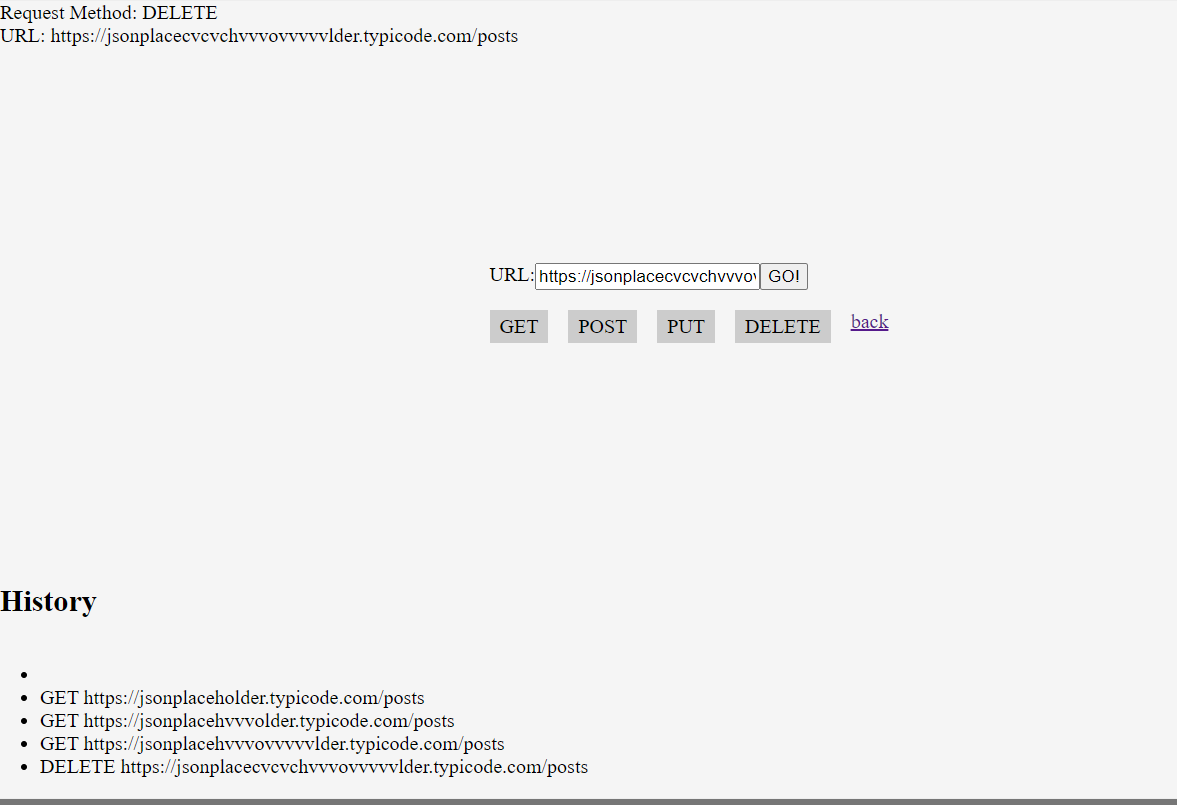 Request Method: DELETE
URL: https://jsonplacecvcvchvvvovvvvvlder.typicode.com/posts
URL: https://jsonplacecvcvchvvvov GO!
GET POST PUT DELETE back
History
GET https://jsonplaceholder.typicode.com/posts
GET https://jsonplacehvvvolder.typicode.com/posts
GET https://jsonplacehvvvovvvvvlder.typicode.com/posts
DELETE https://jsonplacecvcvchvvvovvvvvlder.typicode.com/posts